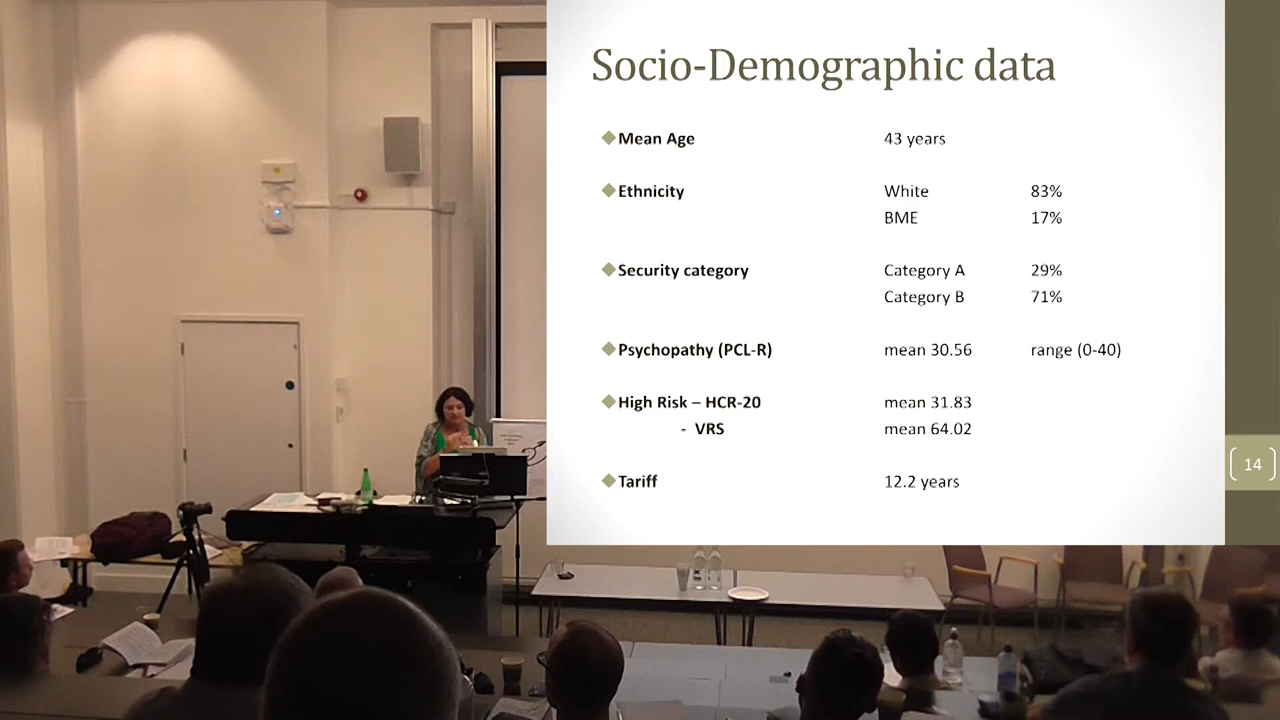 Socio-Demographic data
Mean Age 43 years
Ethnicity White 83%
BME 17%
Security category Category A 29%
Category B 71%
Psychopathy (PCL-R) mean 30.56 range (0-40)
High Risk – HCR-20 mean 31.83
- VRS mean 64.02
Tariff 12.2 years
14